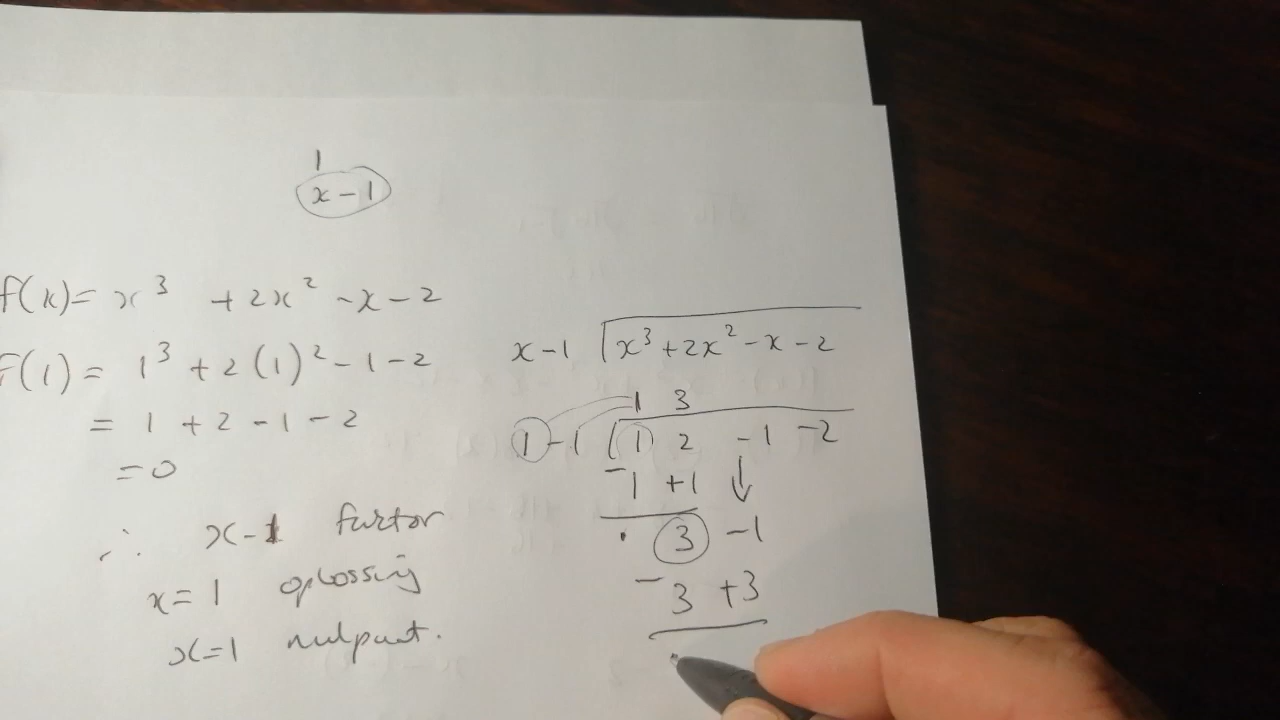 1
x - 1
f(x)= x³ + 2x² - x - 2
F(1) = 1³ + 2(1)² - 1 - 2
= 1 + 2 - 1 - 2
= 0
∴ x-1 factor
x = 1 oplossing
x=1 nulpunt.
x-1 x³+2x²-x-2
1 3
1 -1 1 2 -1 -2
-1 +1 ↓
· 3 -1
- 3 +3